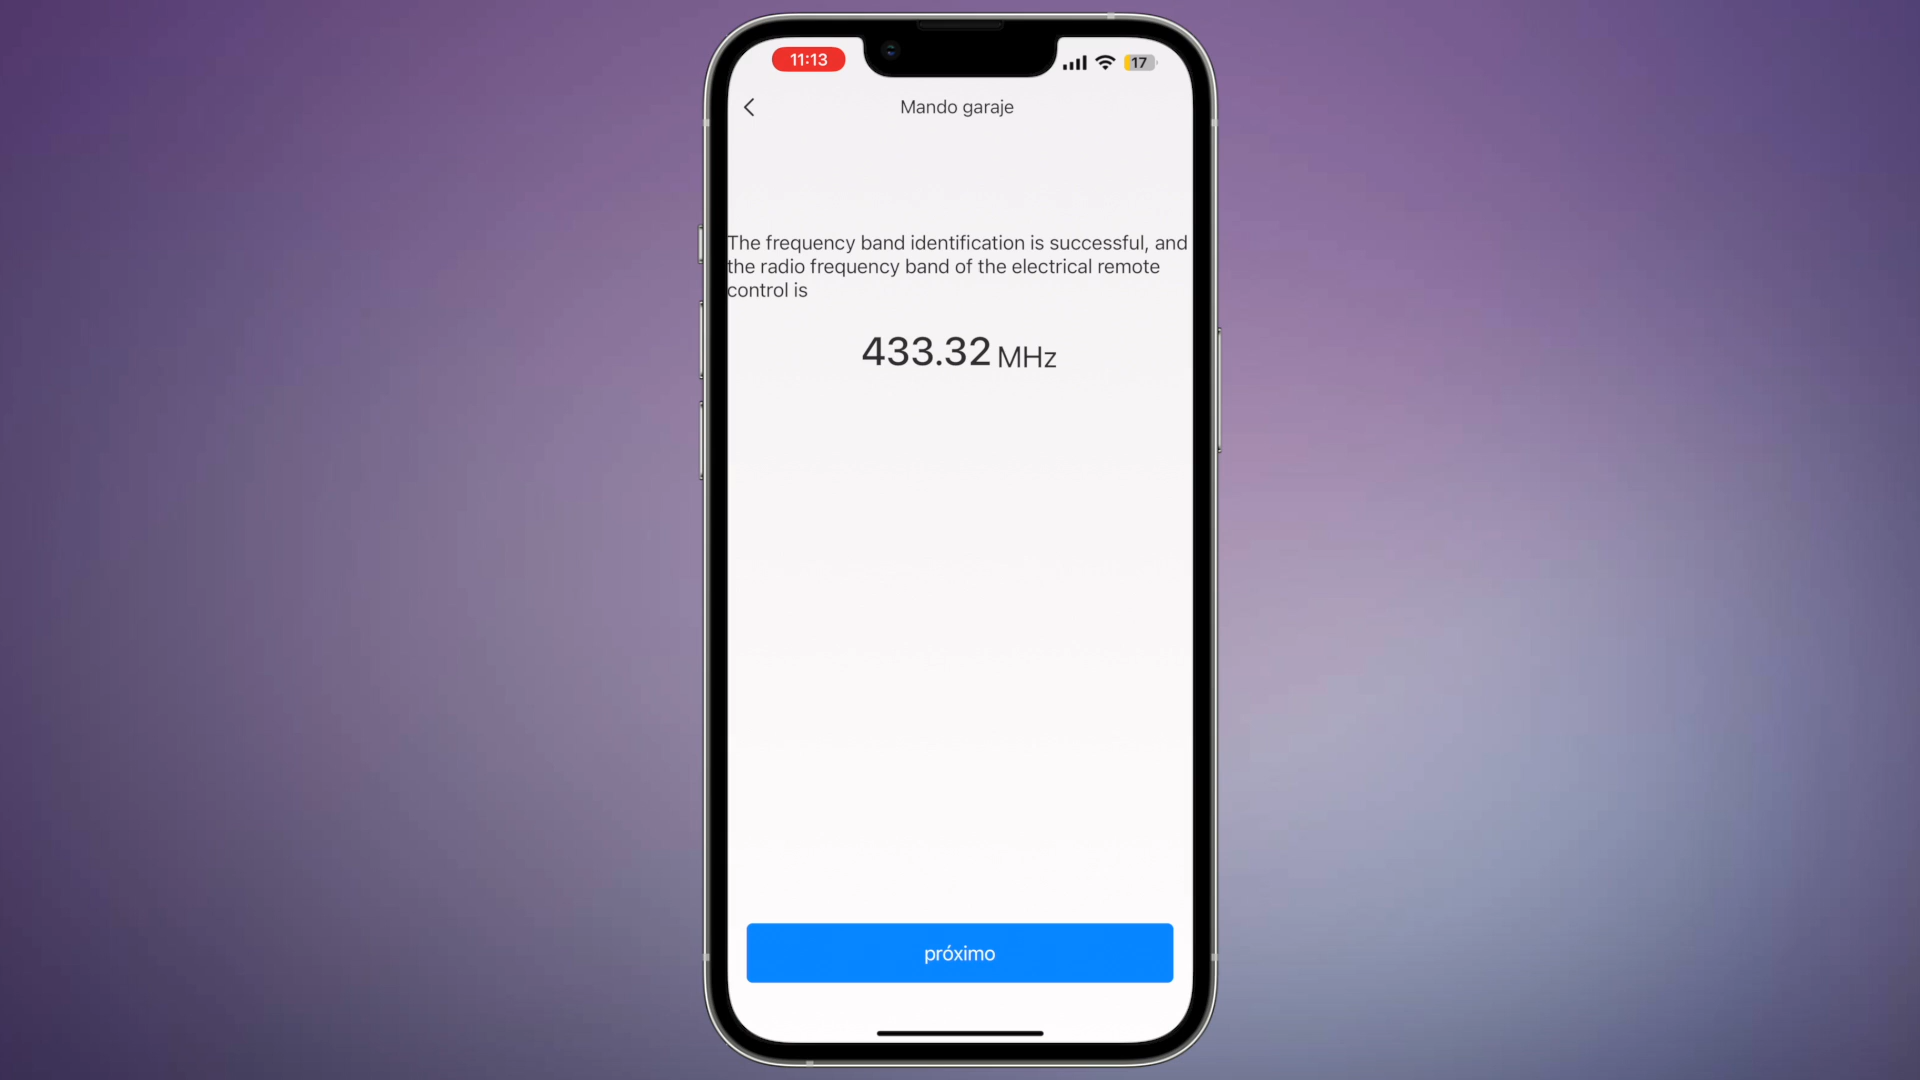 11:13
17
Mando garaje
The frequency band identification is successful, and
the radio frequency band of the electrical remote
control is
433.32 MHz
próximo